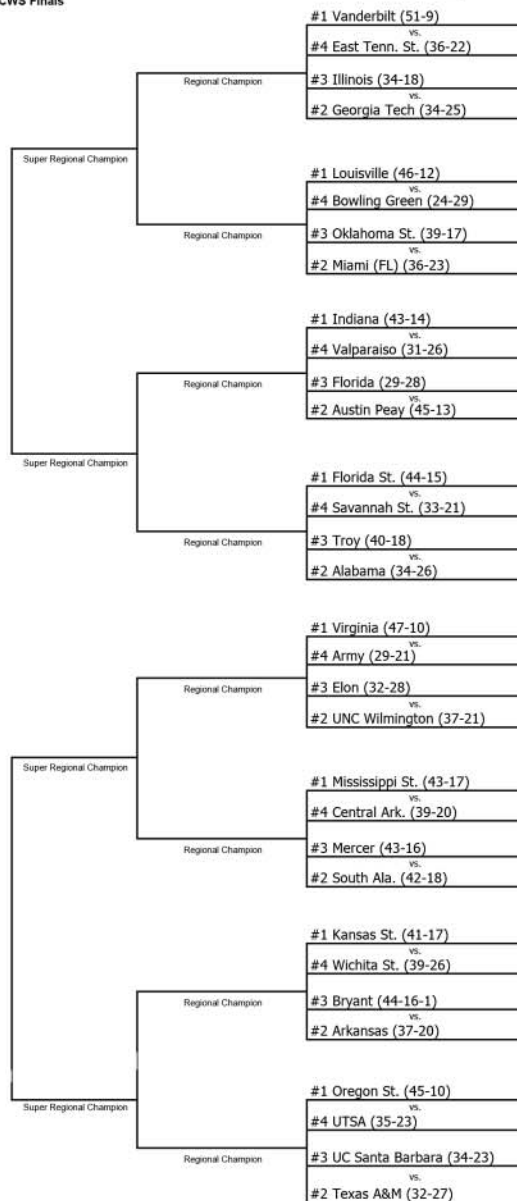 CWS Finals
#1 Vanderbilt (51-9)
vs.
#4 East Tenn. St. (36-22)
Regional Champion
#3 Illinois (34-18)
vs.
#2 Georgia Tech (34-25)
Super Regional Champion
#1 Louisville (46-12)
vs.
#4 Bowling Green (24-29)
Regional Champion
#3 Oklahoma St. (39-17)
vs.
#2 Miami (FL) (36-23)
#1 Indiana (43-14)
vs.
#4 Valparaiso (31-26)
Regional Champion
#3 Florida (29-28)
vs.
#2 Austin Peay (45-13)
Super Regional Champion
#1 Florida St. (44-15)
vs.
#4 Savannah St. (33-21)
Regional Champion
#3 Troy (40-18)
vs.
#2 Alabama (34-26)
#1 Virginia (47-10)
vs.
#4 Army (29-21)
Regional Champion
#3 Elon (32-28)
vs.
#2 UNC Wilmington (37-21)
Super Regional Champion
#1 Mississippi St. (43-17)
vs.
#4 Central Ark. (39-20)
Regional Champion
#3 Mercer (43-16)
vs.
#2 South Ala. (42-18)
#1 Kansas St. (41-17)
vs.
#4 Wichita St. (39-26)
Regional Champion
#3 Bryant (44-16-1)
vs.
#2 Arkansas (37-20)
Super Regional Champion
#1 Oregon St. (45-10)
vs.
#4 UTSA (35-23)
Regional Champion
#3 UC Santa Barbara (34-23)
vs.
#2 Texas A&M (32-27)